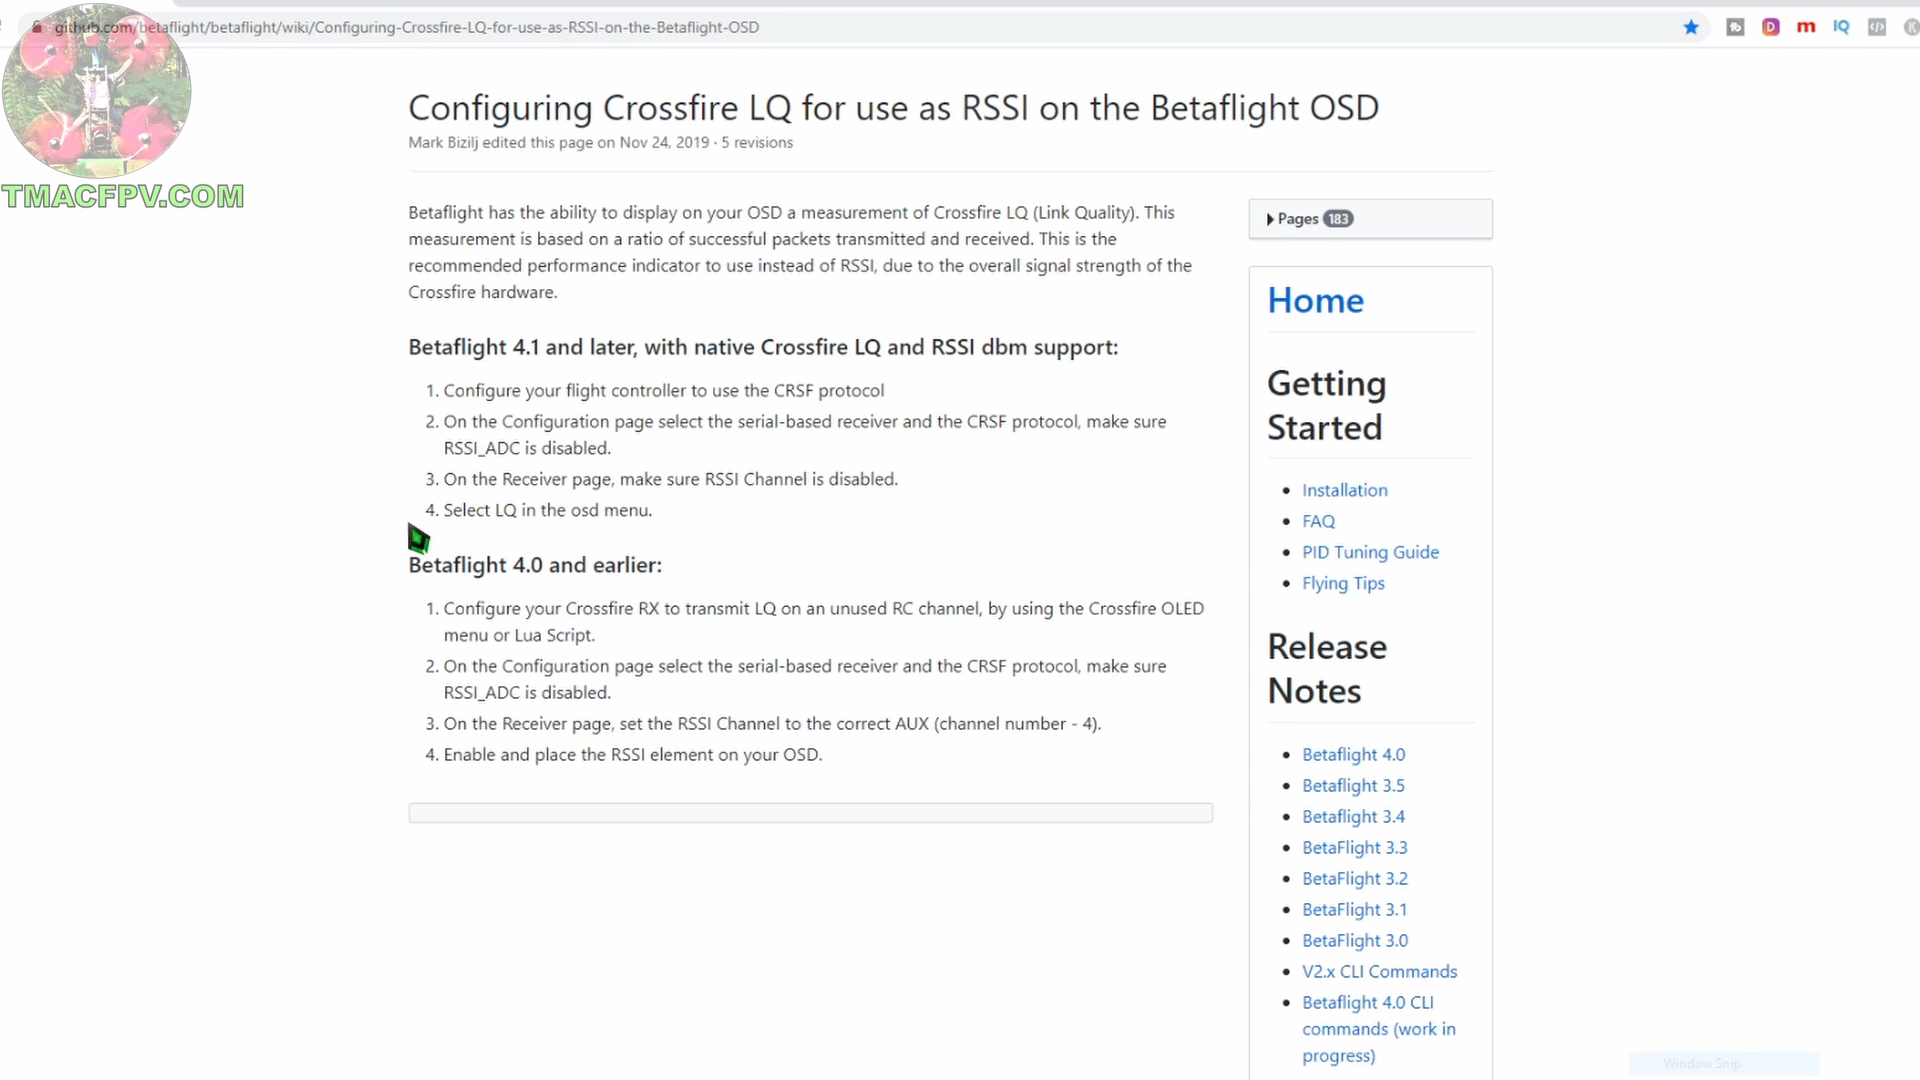 github.com/betaflight/betaflight/wiki/Configuring-Crossfire-LQ-for-use-as-RSSI-on-the-Betaflight-OSD
TMACFPV.COM
Configuring Crossfire LQ for use as RSSI on the Betaflight OSD
Mark Bizilj edited this page on Nov 24, 2019 · 5 revisions
Betaflight has the ability to display on your OSD a measurement of Crossfire LQ (Link Quality). This
measurement is based on a ratio of successful packets transmitted and received. This is the
recommended performance indicator to use instead of RSSI, due to the overall signal strength of the
Crossfire hardware.
Betaflight 4.1 and later, with native Crossfire LQ and RSSI dbm support:
1. Configure your flight controller to use the CRSF protocol
2. On the Configuration page select the serial-based receiver and the CRSF protocol, make sure
RSSI_ADC is disabled.
3. On the Receiver page, make sure RSSI Channel is disabled.
4. Select LQ in the osd menu.
Betaflight 4.0 and earlier:
1. Configure your Crossfire RX to transmit LQ on an unused RC channel, by using the Crossfire OLED
menu or Lua Script.
2. On the Configuration page select the serial-based receiver and the CRSF protocol, make sure
RSSI_ADC is disabled.
3. On the Receiver page, set the RSSI Channel to the correct AUX (channel number - 4).
4. Enable and place the RSSI element on your OSD.
Pages 183
Home
Getting
Started
Installation
FAQ
PID Tuning Guide
Flying Tips
Release
Notes
Betaflight 4.0
Betaflight 3.5
Betaflight 3.4
BetaFlight 3.3
BetaFlight 3.2
BetaFlight 3.1
BetaFlight 3.0
V2.x CLI Commands
Betaflight 4.0 CLI
commands (work in
progress)
Window Snip